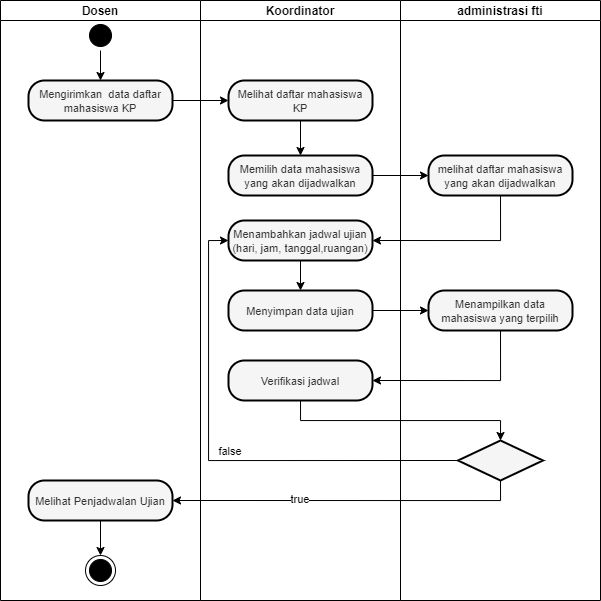 Dosen
Koordinator
administrasi fti
Mengirimkan data daftar
mahasiswa KP
Melihat daftar mahasiswa
KP
Memilih data mahasiswa
yang akan dijadwalkan
melihat daftar mahasiswa
yang akan dijadwalkan
Menambahkan jadwal ujian
(hari, jam, tanggal,ruangan)
Menyimpan data ujian
Menampilkan data
mahasiswa yang terpilih
Verifikasi jadwal
false
true
Melihat Penjadwalan Ujian